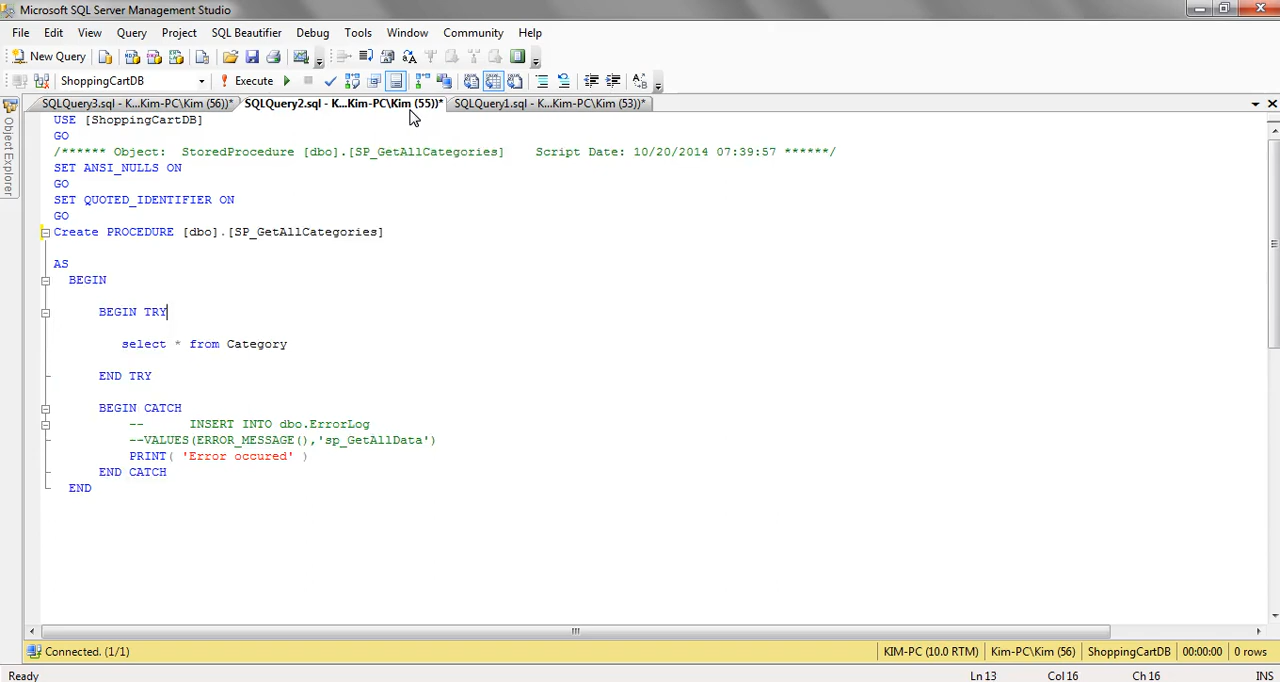 Microsoft SQL Server Management Studio
File Edit View Query Project SQL Beautifier Debug Tools Window Community Help
New Query
ShoppingCartDB Execute
SQLQuery3.sql - K...Kim-PC\Kim (56))* SQLQuery2.sql - K...Kim-PC\Kim (55))* SQLQuery1.sql - K...Kim-PC\Kim (53))*
Object Explorer
USE [ShoppingCartDB]
GO
/****** Object:  StoredProcedure [dbo].[SP_GetAllCategories]    Script Date: 10/20/2014 07:39:57 ******/
SET ANSI_NULLS ON
GO
SET QUOTED_IDENTIFIER ON
GO
Create PROCEDURE [dbo].[SP_GetAllCategories]
AS
BEGIN
BEGIN TRY
select * from Category
END TRY
BEGIN CATCH
--      INSERT INTO dbo.ErrorLog
--VALUES(ERROR_MESSAGE(),'sp_GetAllData')
PRINT( 'Error occured' )
END CATCH
END
Connected. (1/1) KIM-PC (10.0 RTM) Kim-PC\Kim (56) ShoppingCartDB 00:00:00 0 rows
Ready Ln 13 Col 16 Ch 16 INS